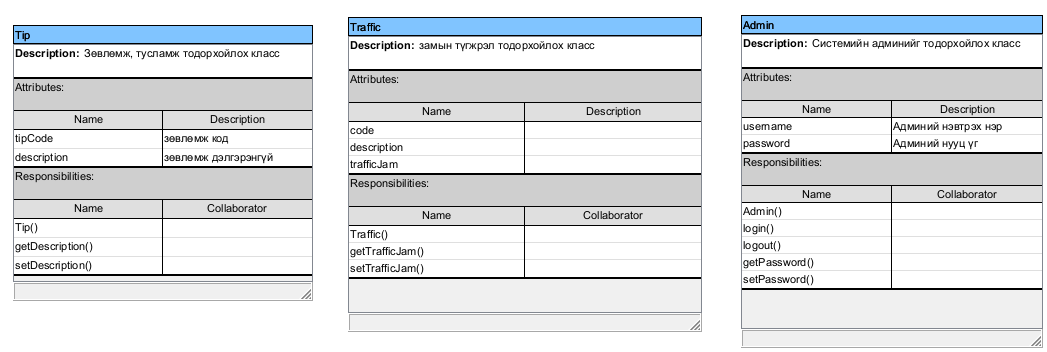 Tip
Description: Зөвлөмж, тусламж тодорхойлох класс
Attributes:
Name Description
tipCode зөвлөмж код
description зөвлөмж дэлгэрэнгүй
Responsibilities:
Name Collaborator
Tip()
getDescription()
setDescription()
Traffic
Description: замын түгжрэл тодорхойлох класс
Attributes:
Name Description
code
description
trafficJam
Responsibilities:
Name Collaborator
Traffic()
getTrafficJam()
setTrafficJam()
Admin
Description: Системийн админийг тодорхойлох класс
Attributes:
Name Description
username Админий нэвтрэх нэр
password Админий нууц үг
Responsibilities:
Name Collaborator
Admin()
login()
logout()
getPassword()
setPassword()